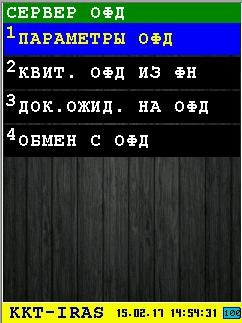 СЕРВЕР ОФД
1ПАРАМЕТРЫ ОФД
2КВИТ. ОФД ИЗ ФН
3ДОК.ОЖИД. НА ОФД
4ОБМЕН С ОФД
KKT-IRAS 15.02.17 14:54:31 100